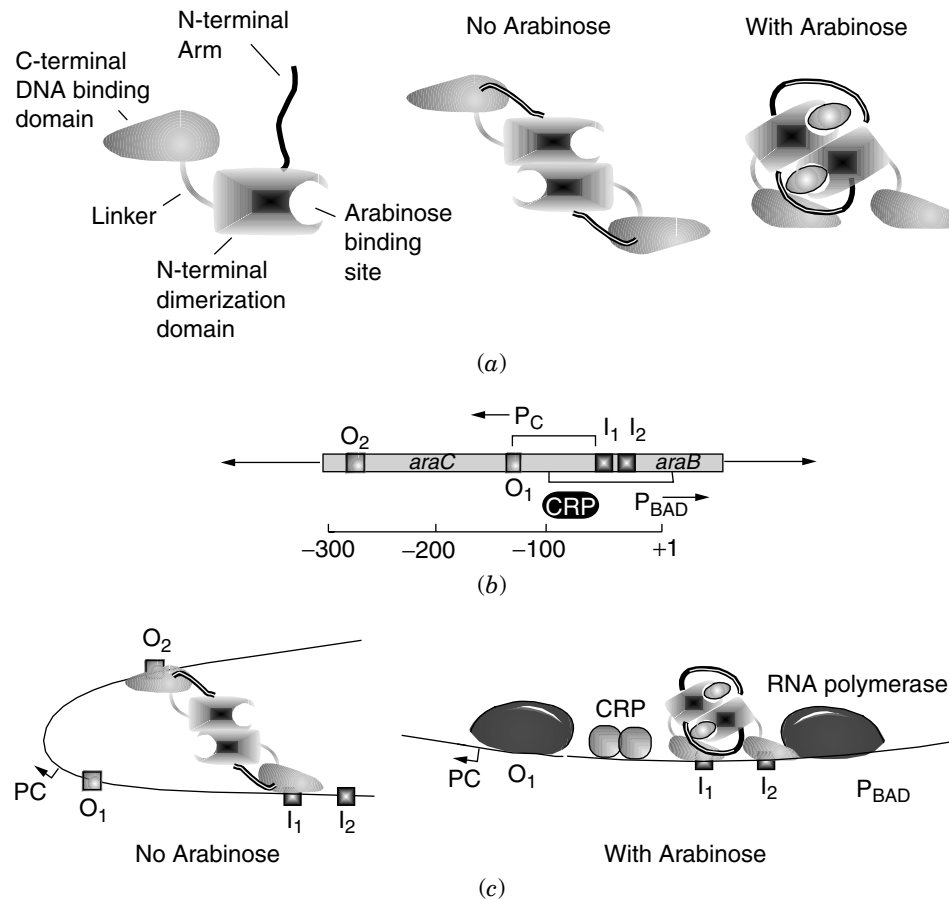 N-terminal
Arm
C-terminal
DNA binding
domain
Linker
Arabinose
binding
site
N-terminal
dimerization
domain
No Arabinose
With Arabinose
(a)
P_C
I_1 I_2
O_2
araC
araB
O_1
CRP
P_BAD
−300 −200 −100 +1
(b)
O_2
PC
O_1
I_1
I_2
No Arabinose
RNA polymerase
CRP
PC
O_1
I_1
I_2
P_BAD
With Arabinose
(c)